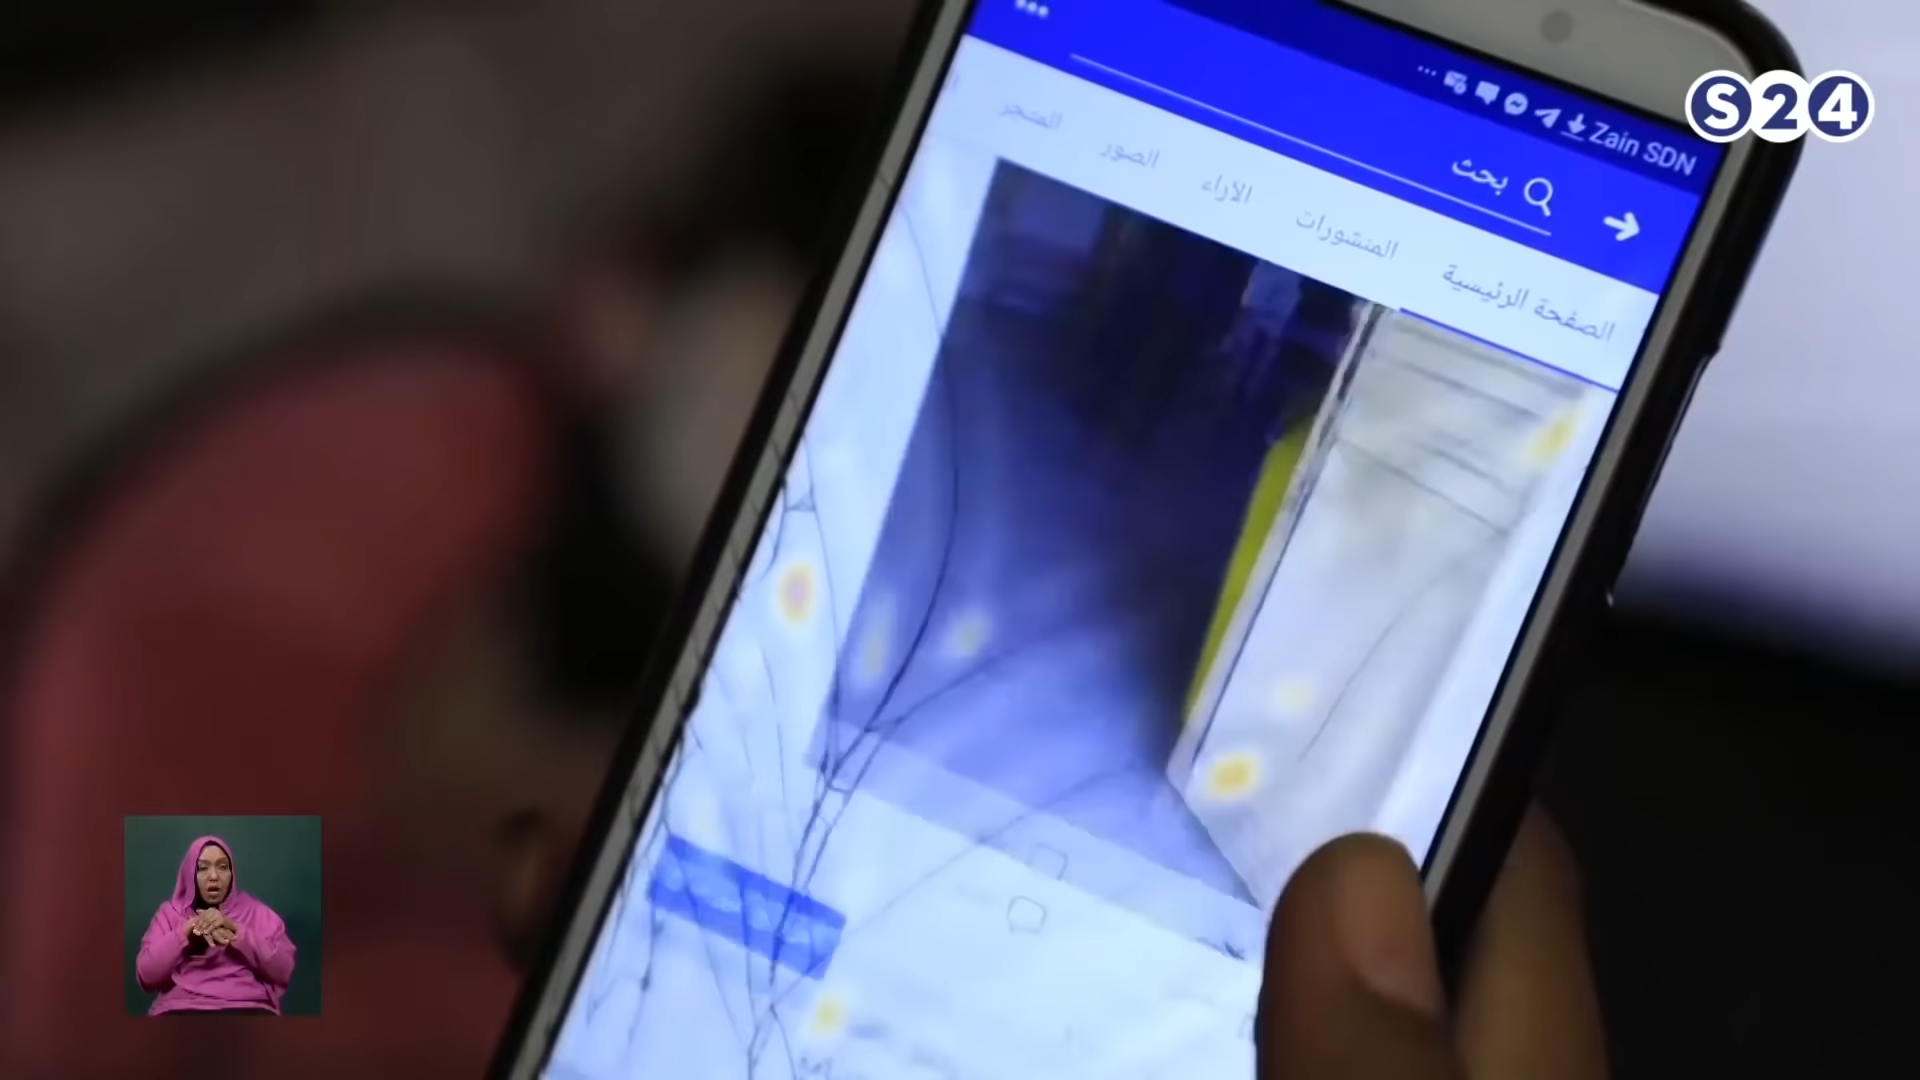 S24
Zain SDN
بحث
الصفحة الرئيسية المنشورات الآراء الصور المتجر